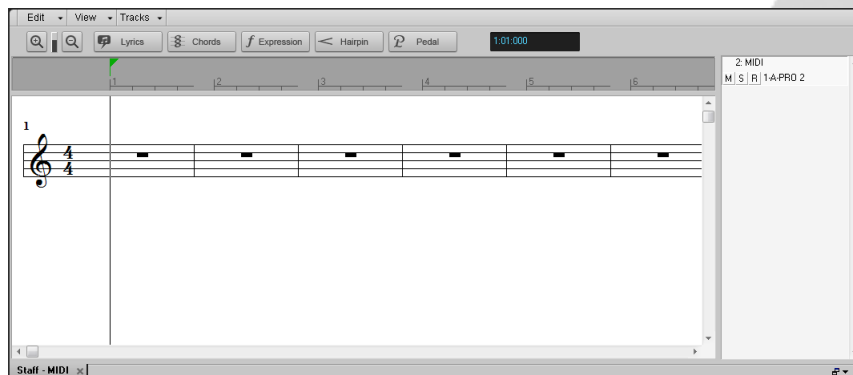 Edit View Tracks
Lyrics Chords f Expression Hairpin Pedal 1:01:000
2: MIDI
M S R 1-A-PRO 2
1 2 3 4 5 6
1
4
4
Staff - MIDI